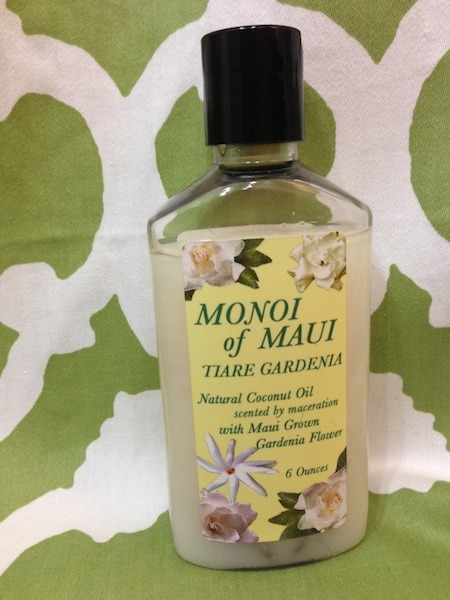 MONOI
of MAUI
TIARE GARDENIA
Natural Coconut Oil
scented by maceration
with Maui Grown
Gardenia Flower
6 Ounces